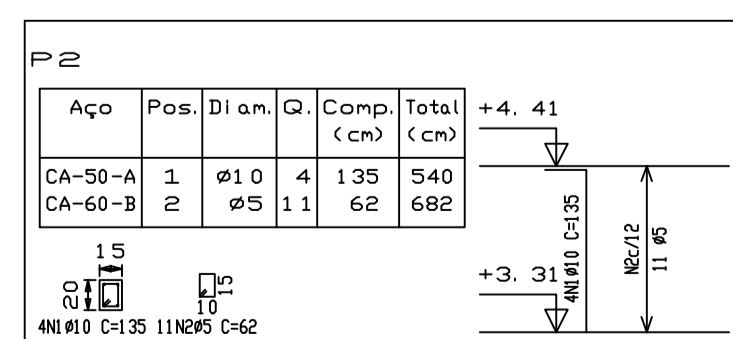 P2
Aço Pos. Diam. Q. Comp. (cm) Total (cm)
CA-50-A 1 Ø10 4 135 540
CA-60-B 2 Ø5 11 62 682
+4. 41
4N1Ø10 C=135
N2c/12
11 Ø5
+3. 31
15
20
15
10
4N1Ø10 C=135 11N2Ø5 C=62